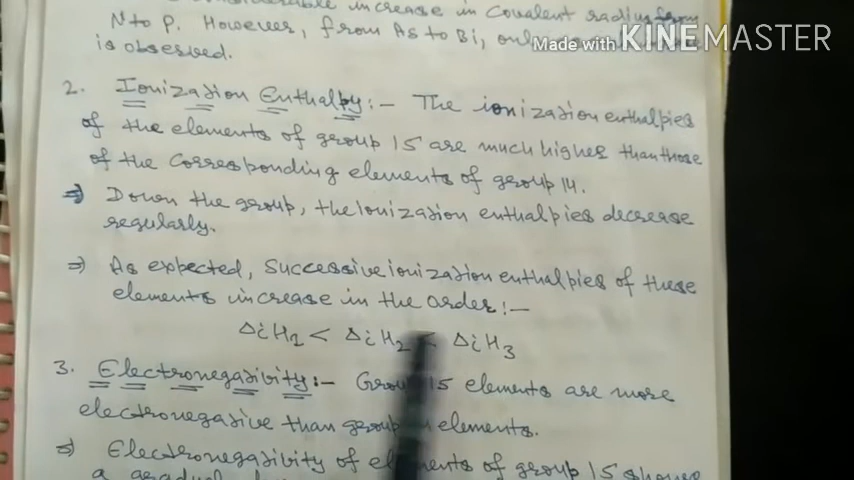 increase in Covalent radius from
N to P. However, from As to Bi, only
is observed.
Made with KINEMASTER
2. Ionization Enthalpy:- The ionization enthalpies
of the elements of group 15 are much higher than those
of the corresponding elements of group 14.
⇒ Down the group, the Ionization enthalpies decrease
regularly.
⇒ As expected, Successive ionization enthalpies of these
elements increase in the order:-
ΔiH2 < ΔiH2 < ΔiH3
3. Electronegativity:- Group 15 elements are more
electronegative than group elements.
⇒ Electronegativity of elements of group 15 shows
a gradual